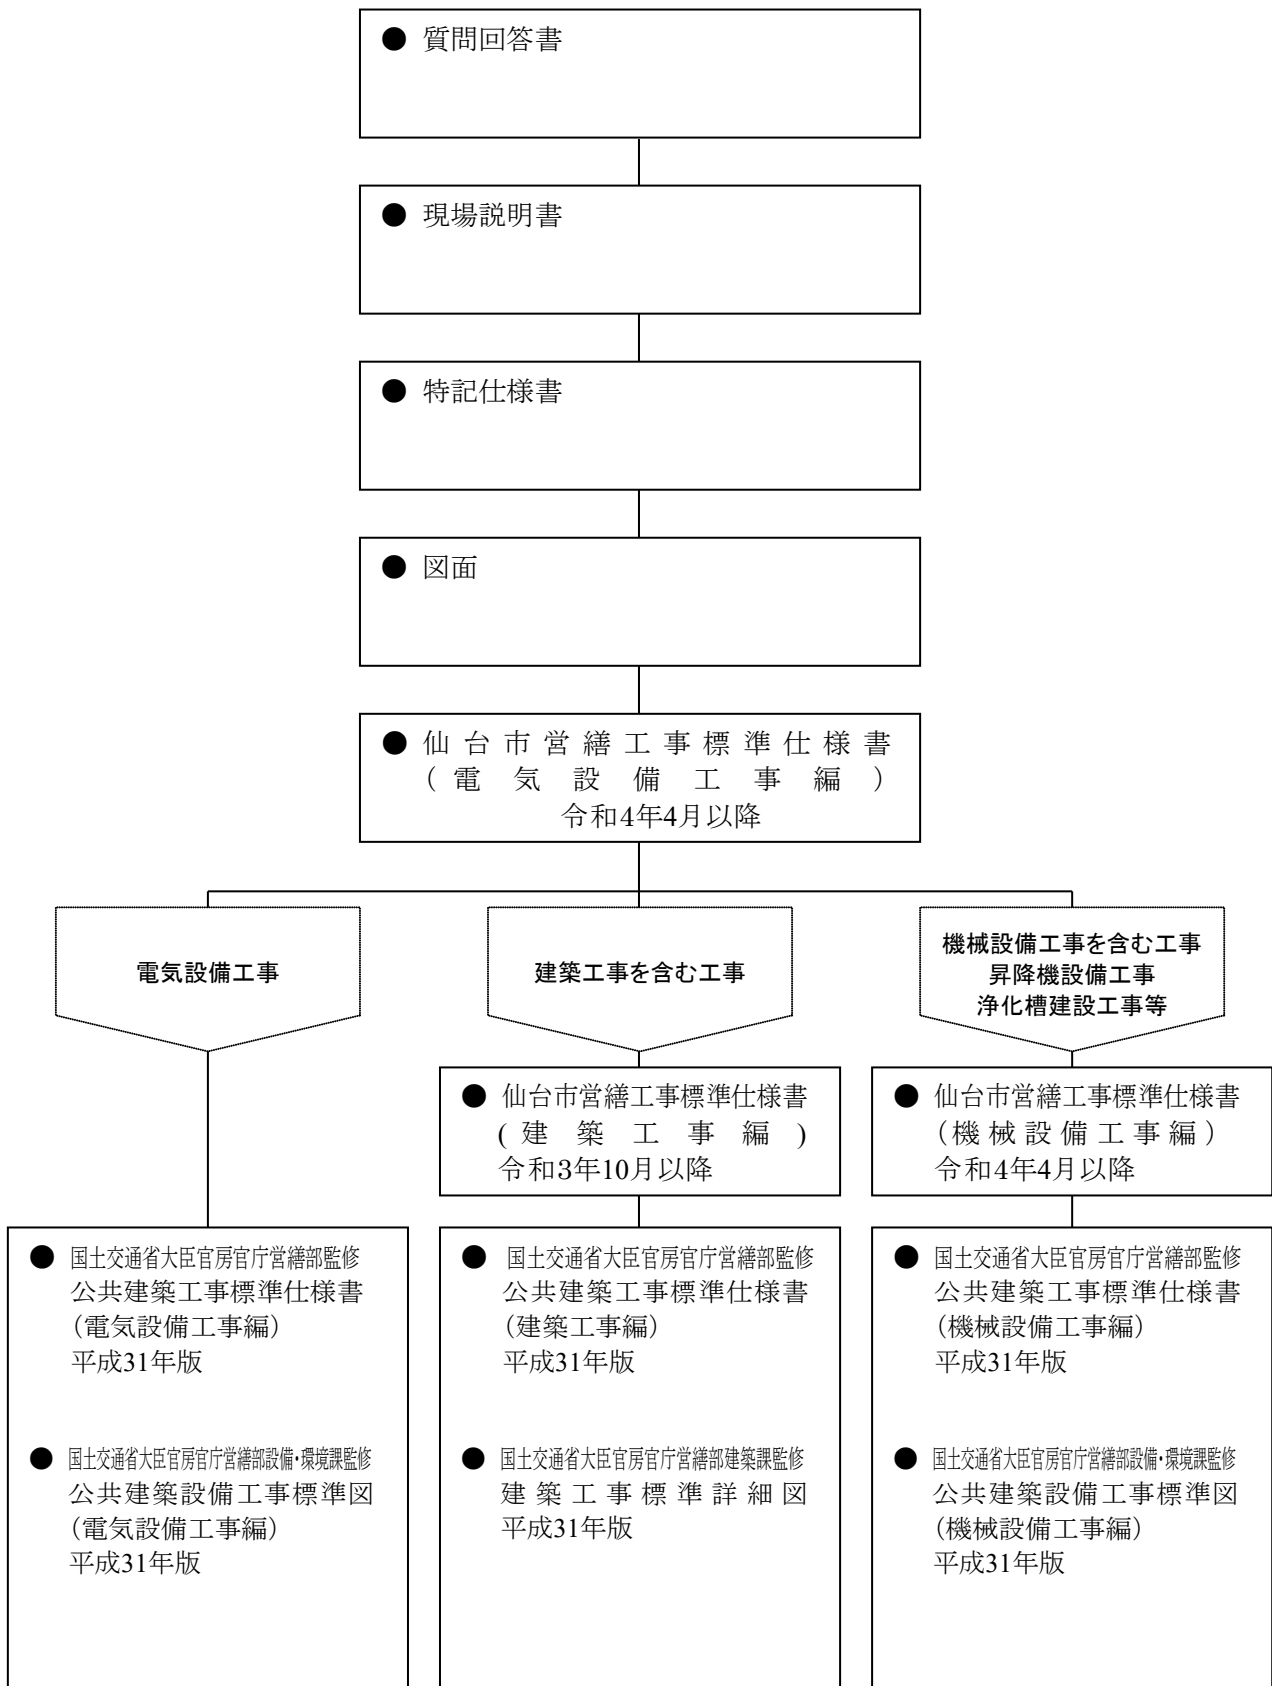 ● 質問回答書
● 現場説明書
● 特記仕様書
● 図面
● 仙台市営繕工事標準仕様書
（電気設備工事編）
令和4年4月以降
電気設備工事
建築工事を含む工事
機械設備工事を含む工事
昇降機設備工事
浄化槽建設工事等
● 仙台市営繕工事標準仕様書
(建築工事編)
令和3年10月以降
● 仙台市営繕工事標準仕様書
（機械設備工事編）
令和4年4月以降
● 国土交通省大臣官房官庁営繕部監修
公共建築工事標準仕様書
（電気設備工事編）
平成31年版
● 国土交通省大臣官房官庁営繕部設備・環境課監修
公共建築設備工事標準図
（電気設備工事編）
平成31年版
● 国土交通省大臣官房官庁営繕部監修
公共建築工事標準仕様書
（建築工事編）
平成31年版
● 国土交通省大臣官房官庁営繕部建築課監修
建築工事標準詳細図
平成31年版
● 国土交通省大臣官房官庁営繕部監修
公共建築工事標準仕様書
（機械設備工事編）
平成31年版
● 国土交通省大臣官房官庁営繕部設備・環境課監修
公共建築設備工事標準図
（機械設備工事編）
平成31年版